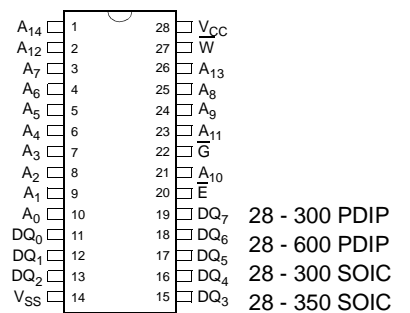 A14 1 28 VCC
A12 2 27 W̅
A7 3 26 A13
A6 4 25 A8
A5 5 24 A9
A4 6 23 A11
A3 7 22 G̅
A2 8 21 A10
A1 9 20 E̅
A0 10 19 DQ7 28 - 300 PDIP
DQ0 11 18 DQ6 28 - 600 PDIP
DQ1 12 17 DQ5
DQ2 13 16 DQ4 28 - 300 SOIC
VSS 14 15 DQ3 28 - 350 SOIC